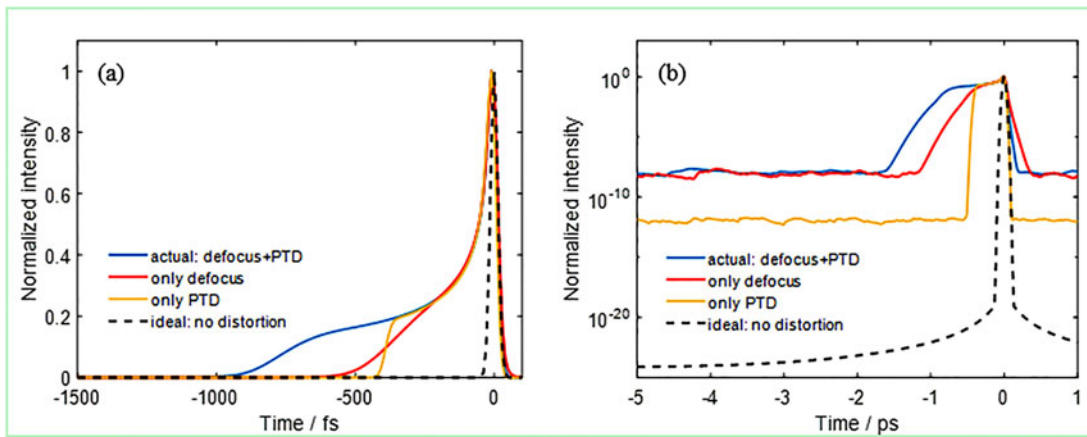 (a)
Normalized intensity
1
0.8
0.6
0.4
0.2
0
actual: defocus+PTD
only defocus
only PTD
ideal: no distortion
-1500
-1000
-500
0
Time / fs
(b)
Normalized intensity
10⁰
10⁻¹⁰
10⁻²⁰
actual: defocus+PTD
only defocus
only PTD
ideal: no distortion
-5
-4
-3
-2
-1
0
1
Time / ps